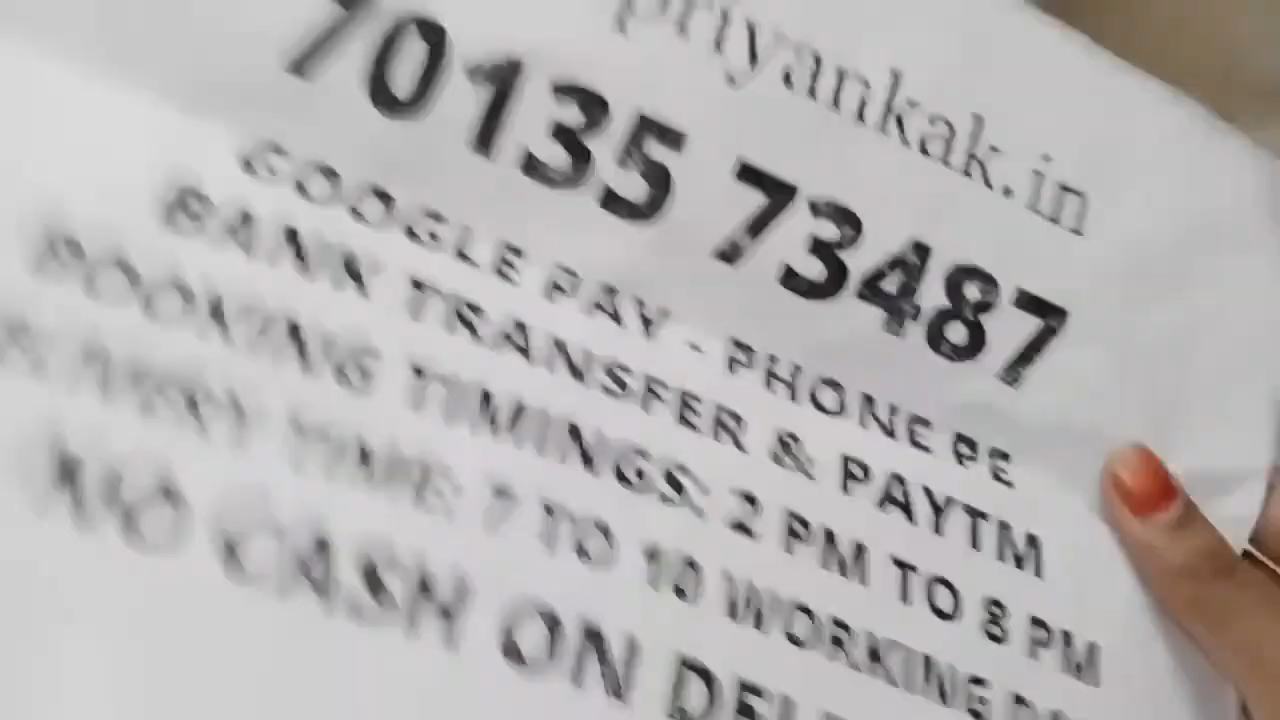 priyankak.in
70135 73487
GOOGLE PAY - PHONE PE
BANK TRANSFER & PAYTM
BOOKING TIMINGS: 2 PM TO 8 PM
TIME: 7 TO 10 WORKING
NO CASH ON